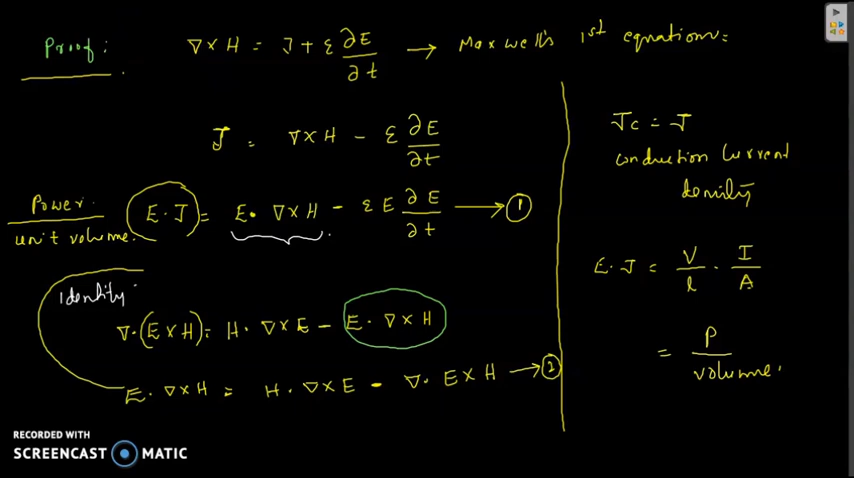 Proof: ∇×H = J + ε ∂E/∂t → Maxwell's 1st equations:
J = ∇×H − ε ∂E/∂t
Power/unit volume. E·J = E·∇×H − εE ∂E/∂t → ①
Identity:
∇·(E×H) = H·∇×E − E·∇×H
E·∇×H = H·∇×E − ∇·E×H → ②
Jc = J
conduction current
density
E·J = V/l · I/A
= P/volume.
RECORDED WITH
SCREENCAST MATIC